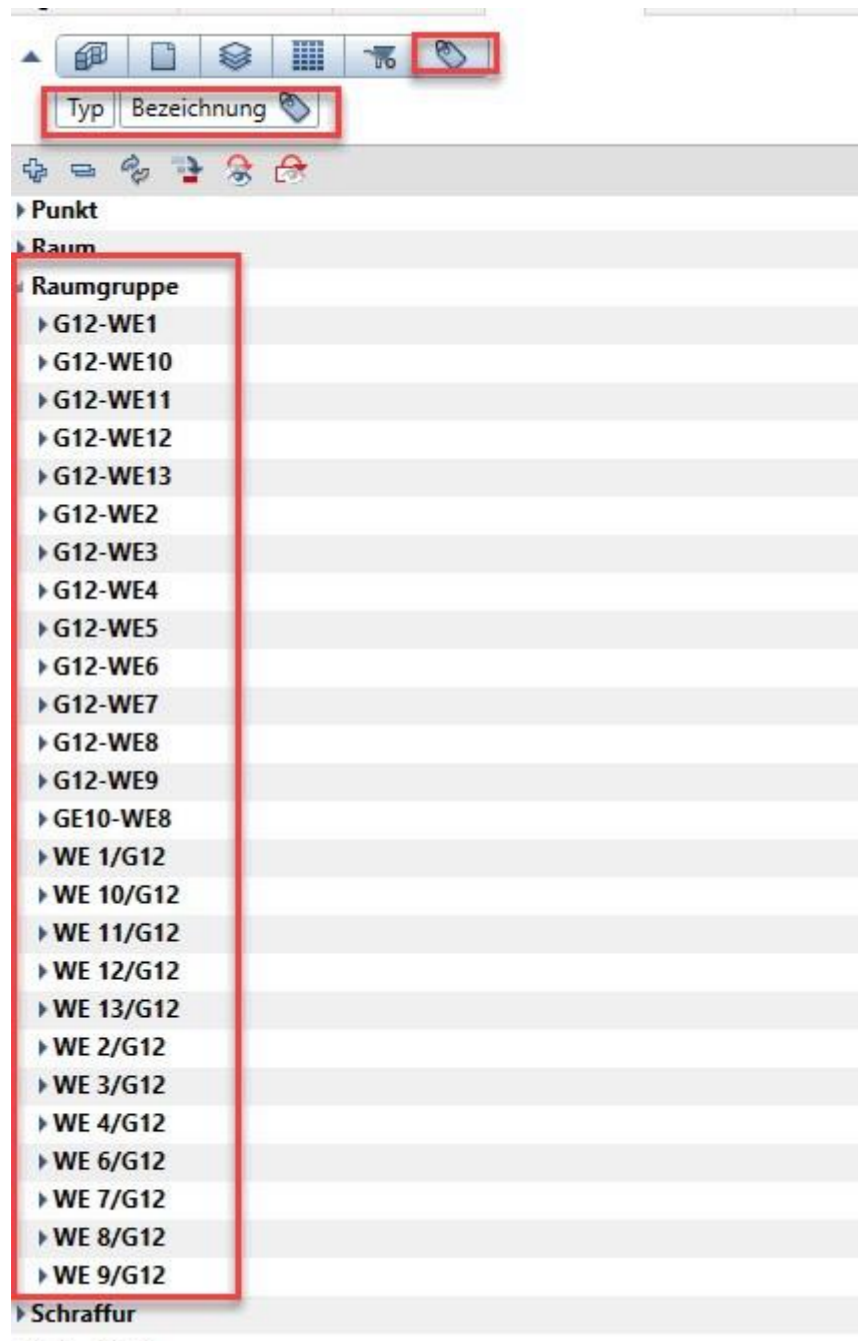 Typ Bezeichnung
Punkt
Raum
Raumgruppe
G12-WE1
G12-WE10
G12-WE11
G12-WE12
G12-WE13
G12-WE2
G12-WE3
G12-WE4
G12-WE5
G12-WE6
G12-WE7
G12-WE8
G12-WE9
GE10-WE8
WE 1/G12
WE 10/G12
WE 11/G12
WE 12/G12
WE 13/G12
WE 2/G12
WE 3/G12
WE 4/G12
WE 6/G12
WE 7/G12
WE 8/G12
WE 9/G12
Schraffur